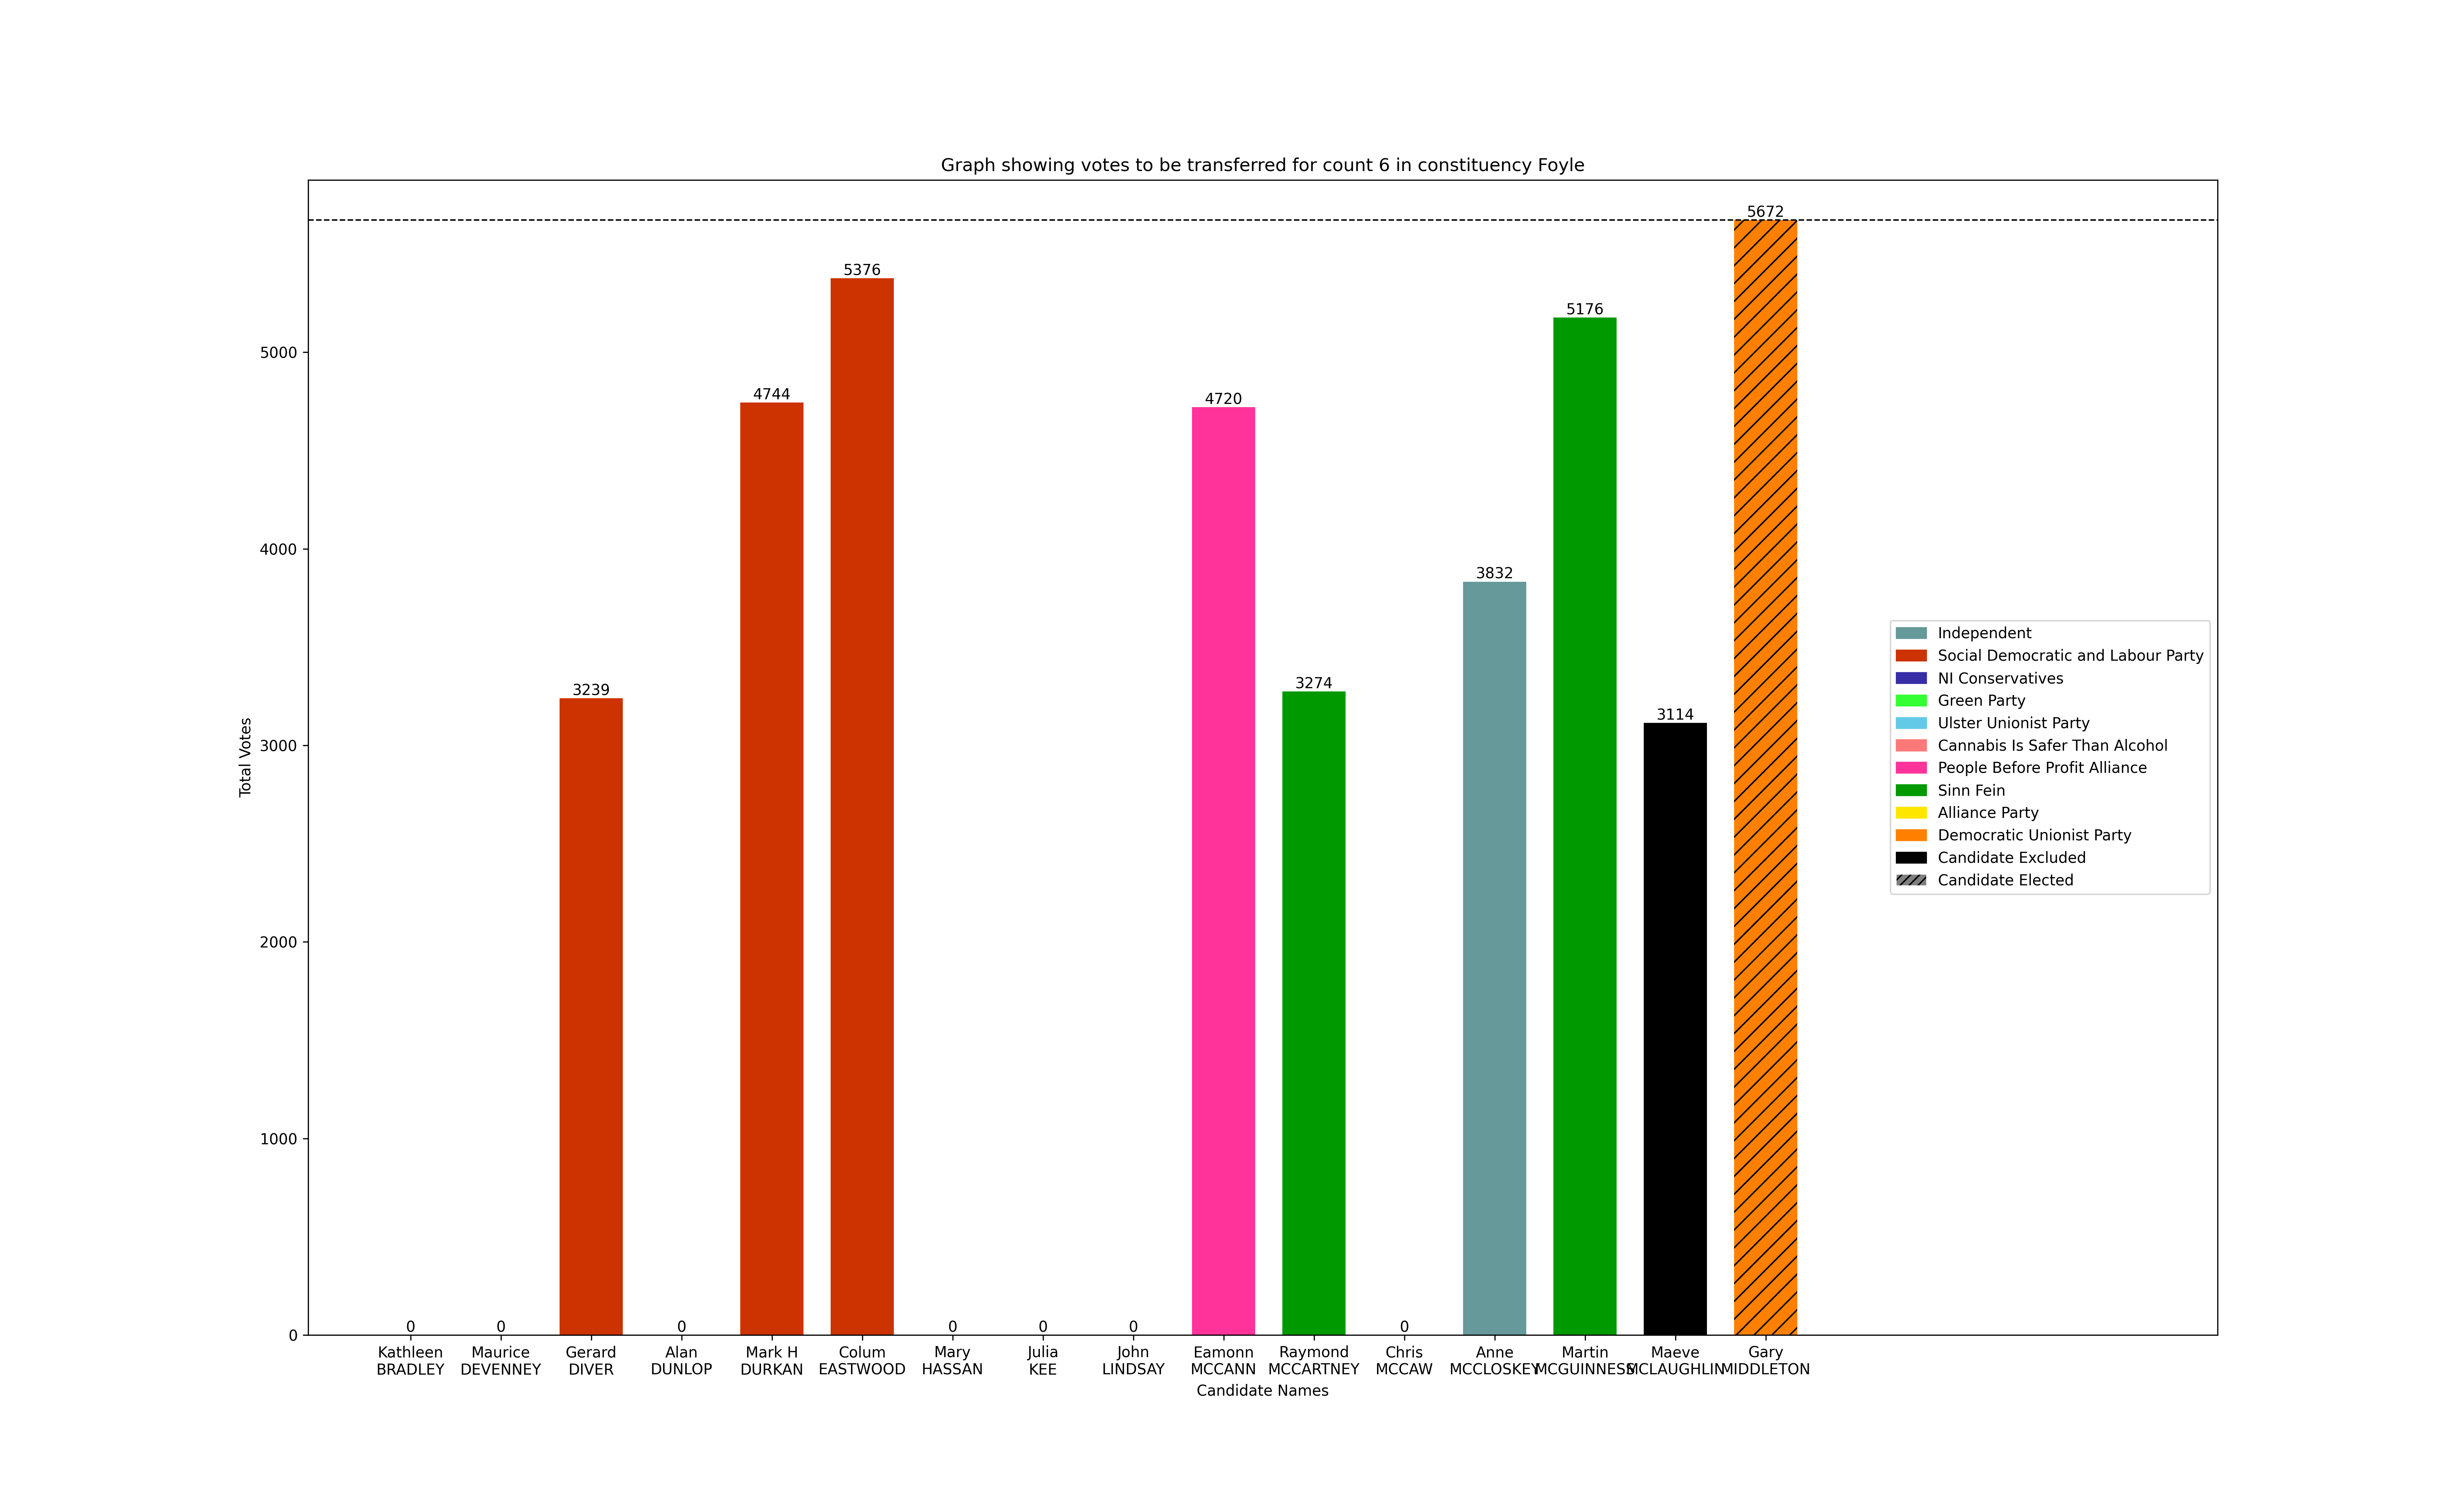 Graph showing votes to be transferred for count 6 in constituency Foyle
5672
5376
5176
5000
4744
4720
4000
3832
3239
3274
3114
3000
2000
1000
0
0 0 0 0 0 0 0
Total Votes
Independent
Social Democratic and Labour Party
NI Conservatives
Green Party
Ulster Unionist Party
Cannabis Is Safer Than Alcohol
People Before Profit Alliance
Sinn Fein
Alliance Party
Democratic Unionist Party
Candidate Excluded
Candidate Elected
Kathleen Maurice Gerard Alan Mark H Colum Mary Julia John Eamonn Raymond Chris Anne Martin Maeve Gary
BRADLEY DEVENNEY DIVER DUNLOP DURKAN EASTWOOD HASSAN KEE LINDSAY MCCANN MCCARTNEY MCCAW MCCLOSKEY MCGUINNESS MCLAUGHLIN MIDDLETON
Candidate Names